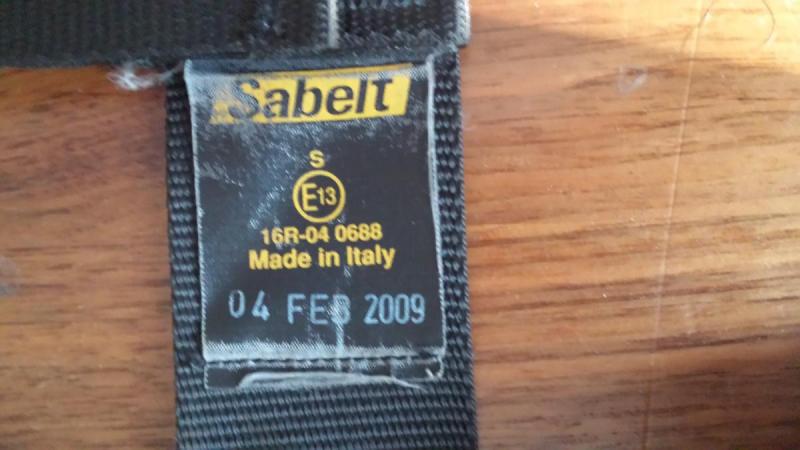 Sabelt
S
E13
16R-04 0688
Made in Italy
04 FEB 2009